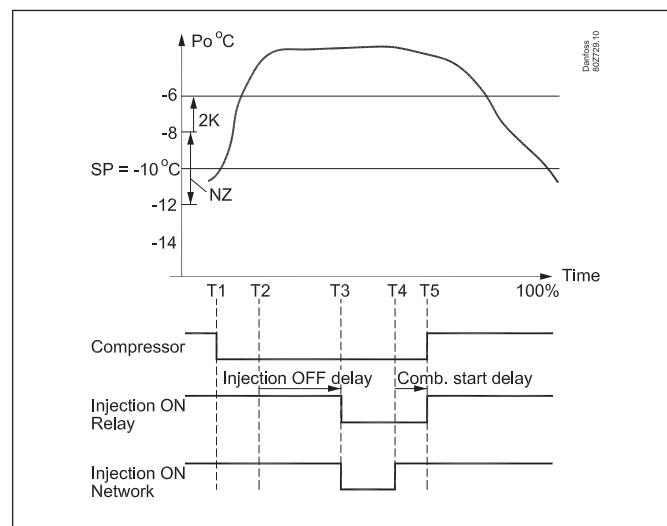 Po °C
Danfoss
80Z729.10
-6
2K
-8
SP = -10 °C
NZ
-12
-14
Time
T1 T2 T3 T4 T5 100%
Compressor
Injection OFF delay
Comb. start delay
Injection ON
Relay
Injection ON
Network